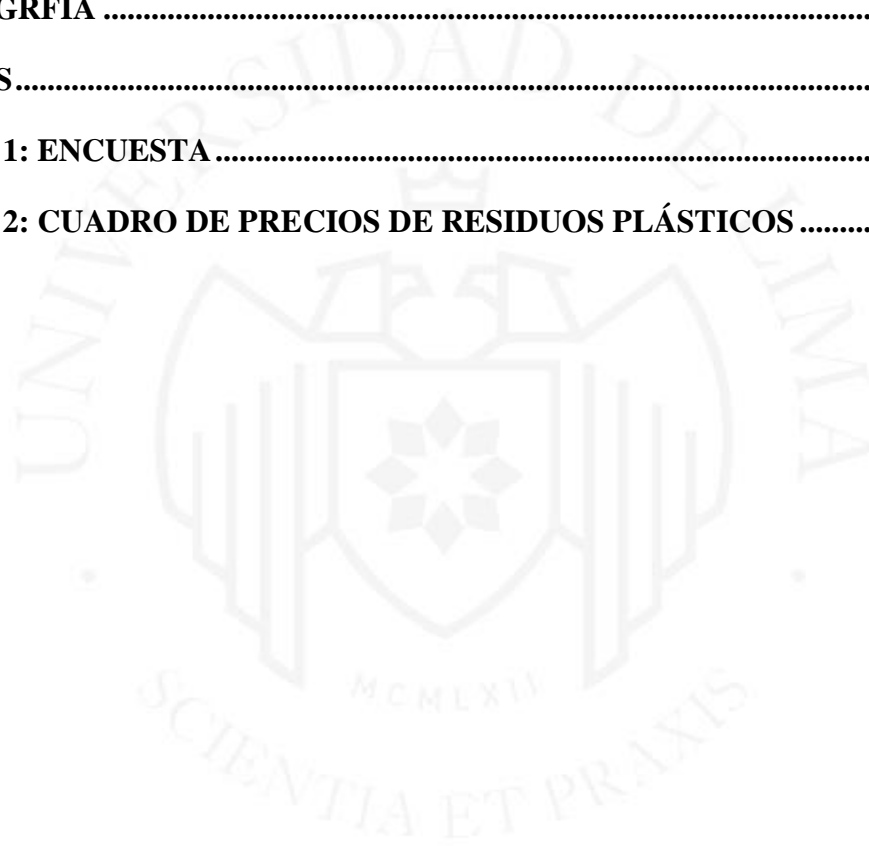 GRFIA ........................................................................................................
S ........................................................................................................
1: ENCUESTA ........................................................................................
2: CUADRO DE PRECIOS DE RESIDUOS PLÁSTICOS .........
UNIVERSIDAD DE LIMA
MCMLXII
SCIENTIA ET PRAXIS